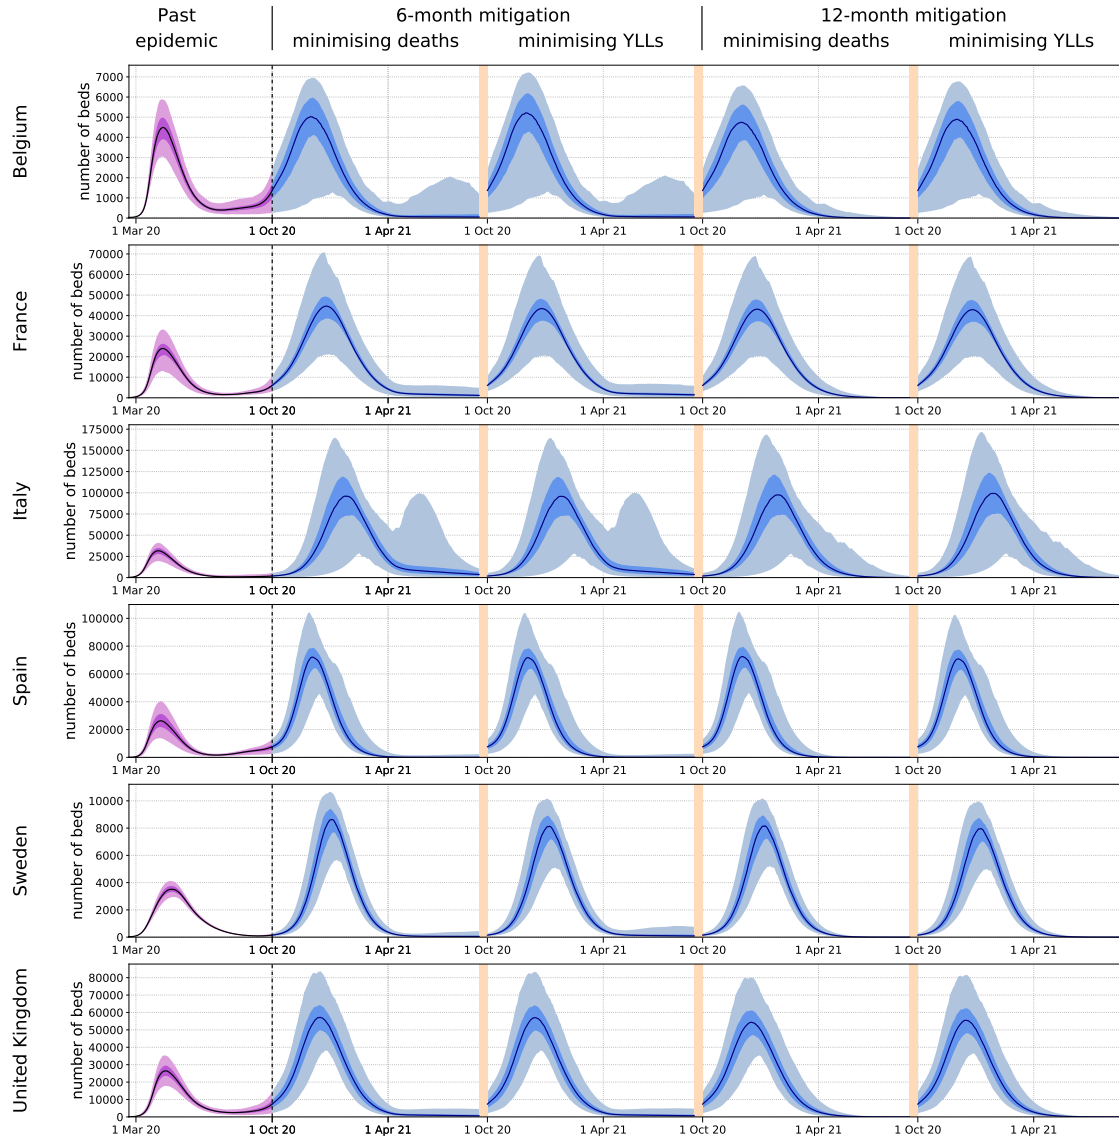 Past 6-month mitigation 12-month mitigation
epidemic minimising deaths minimising YLLs minimising deaths minimising YLLs
Belgium
number of beds
7000
6000
5000
4000
3000
2000
1000
0
1 Mar 20 1 Oct 20 1 Apr 21 1 Oct 20 1 Apr 21 1 Oct 20 1 Apr 21 1 Oct 20 1 Apr 21
France
number of beds
70000
60000
50000
40000
30000
20000
10000
0
1 Mar 20 1 Oct 20 1 Apr 21 1 Oct 20 1 Apr 21 1 Oct 20 1 Apr 21 1 Oct 20 1 Apr 21
Italy
number of beds
175000
150000
125000
100000
75000
50000
25000
0
1 Mar 20 1 Oct 20 1 Apr 21 1 Oct 20 1 Apr 21 1 Oct 20 1 Apr 21 1 Oct 20 1 Apr 21
Spain
number of beds
100000
80000
60000
40000
20000
0
1 Mar 20 1 Oct 20 1 Apr 21 1 Oct 20 1 Apr 21 1 Oct 20 1 Apr 21 1 Oct 20 1 Apr 21
Sweden
number of beds
10000
8000
6000
4000
2000
0
1 Mar 20 1 Oct 20 1 Apr 21 1 Oct 20 1 Apr 21 1 Oct 20 1 Apr 21 1 Oct 20 1 Apr 21
United Kingdom
number of beds
80000
70000
60000
50000
40000
30000
20000
10000
0
1 Mar 20 1 Oct 20 1 Apr 21 1 Oct 20 1 Apr 21 1 Oct 20 1 Apr 21 1 Oct 20 1 Apr 21